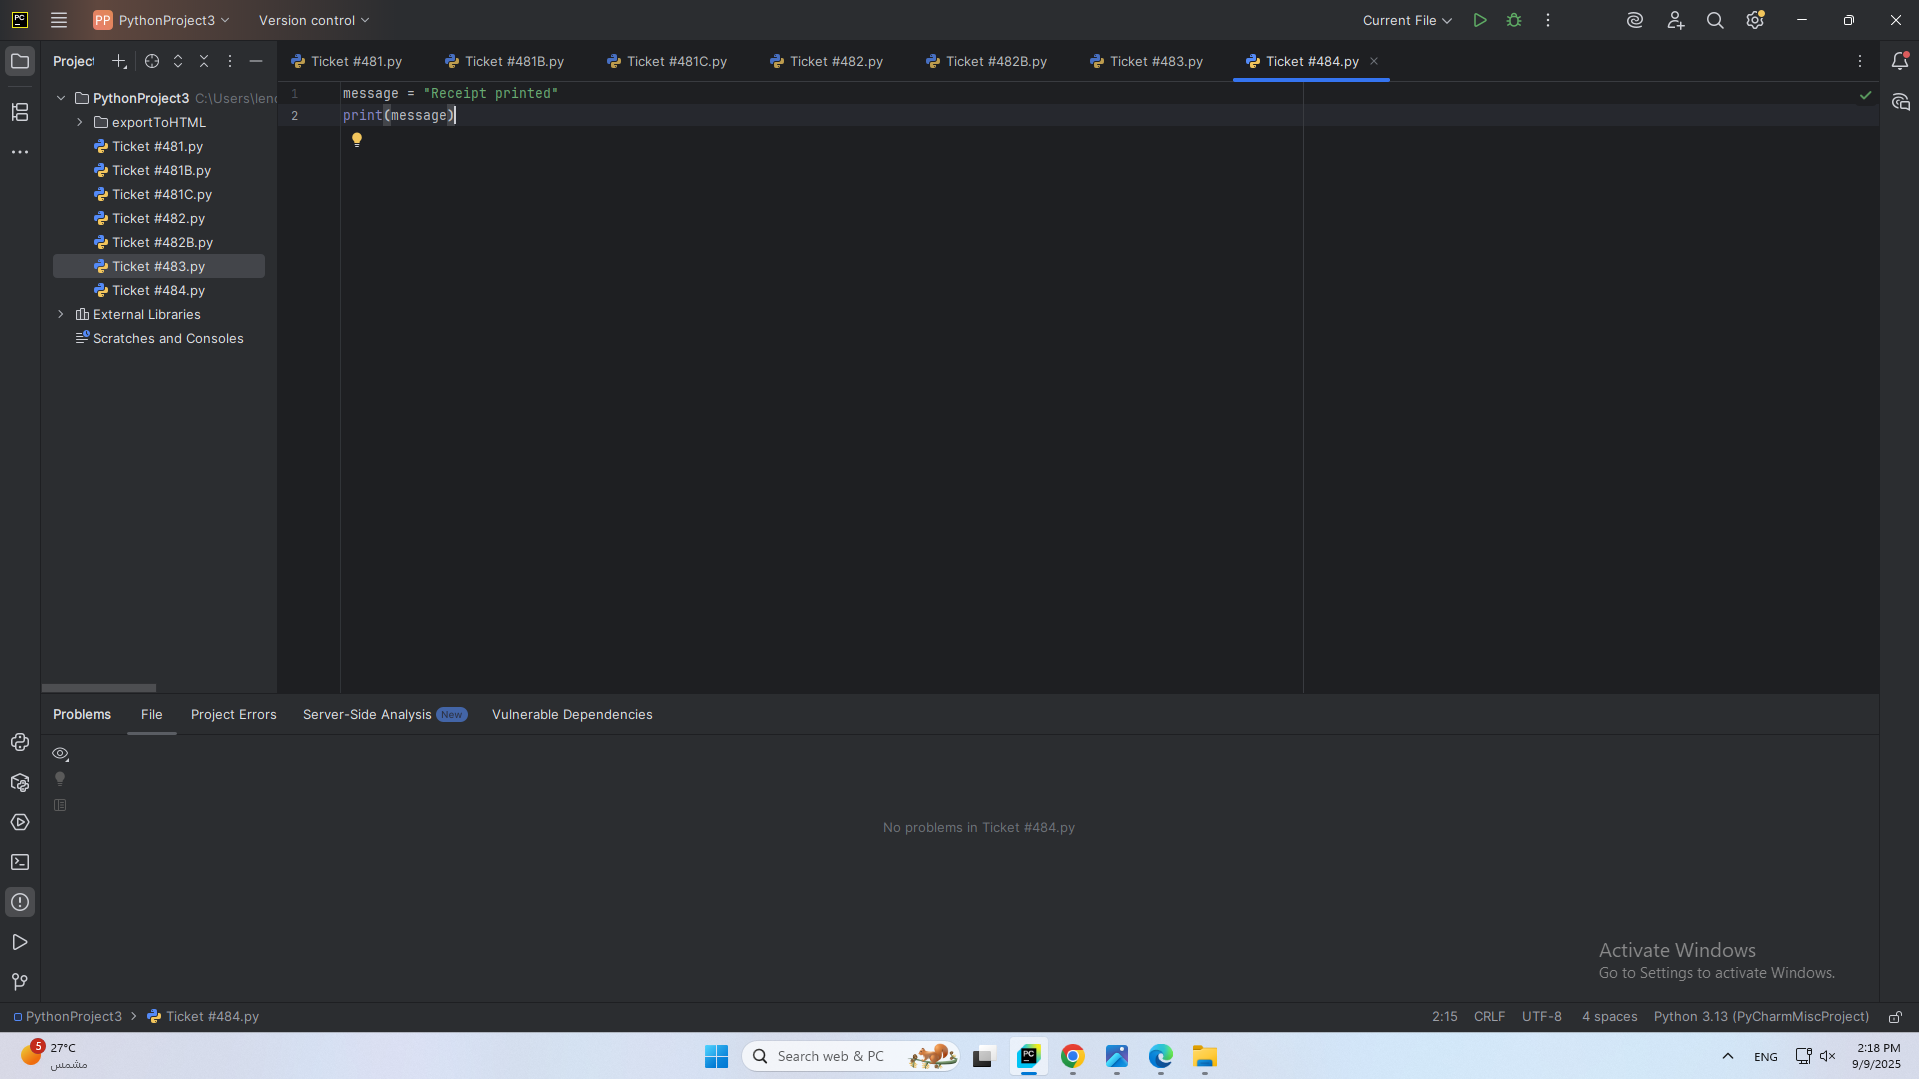 PC
PP PythonProject3
Version control
Current File
Project
Ticket #481.py
Ticket #481B.py
Ticket #481C.py
Ticket #482.py
Ticket #482B.py
Ticket #483.py
Ticket #484.py
PythonProject3 C:\Users\len
exportToHTML
Ticket #481.py
Ticket #481B.py
Ticket #481C.py
Ticket #482.py
Ticket #482B.py
Ticket #483.py
Ticket #484.py
External Libraries
Scratches and Consoles
1 message = "Receipt printed"
2 print(message)
Problems File Project Errors Server-Side Analysis New Vulnerable Dependencies
No problems in Ticket #484.py
Activate Windows
Go to Settings to activate Windows.
PythonProject3 > Ticket #484.py
2:15 CRLF UTF-8 4 spaces Python 3.13 (PyCharmMiscProject)
5
27°C
مشمس
Search web & PC
PC
ENG
2:18 PM
9/9/2025